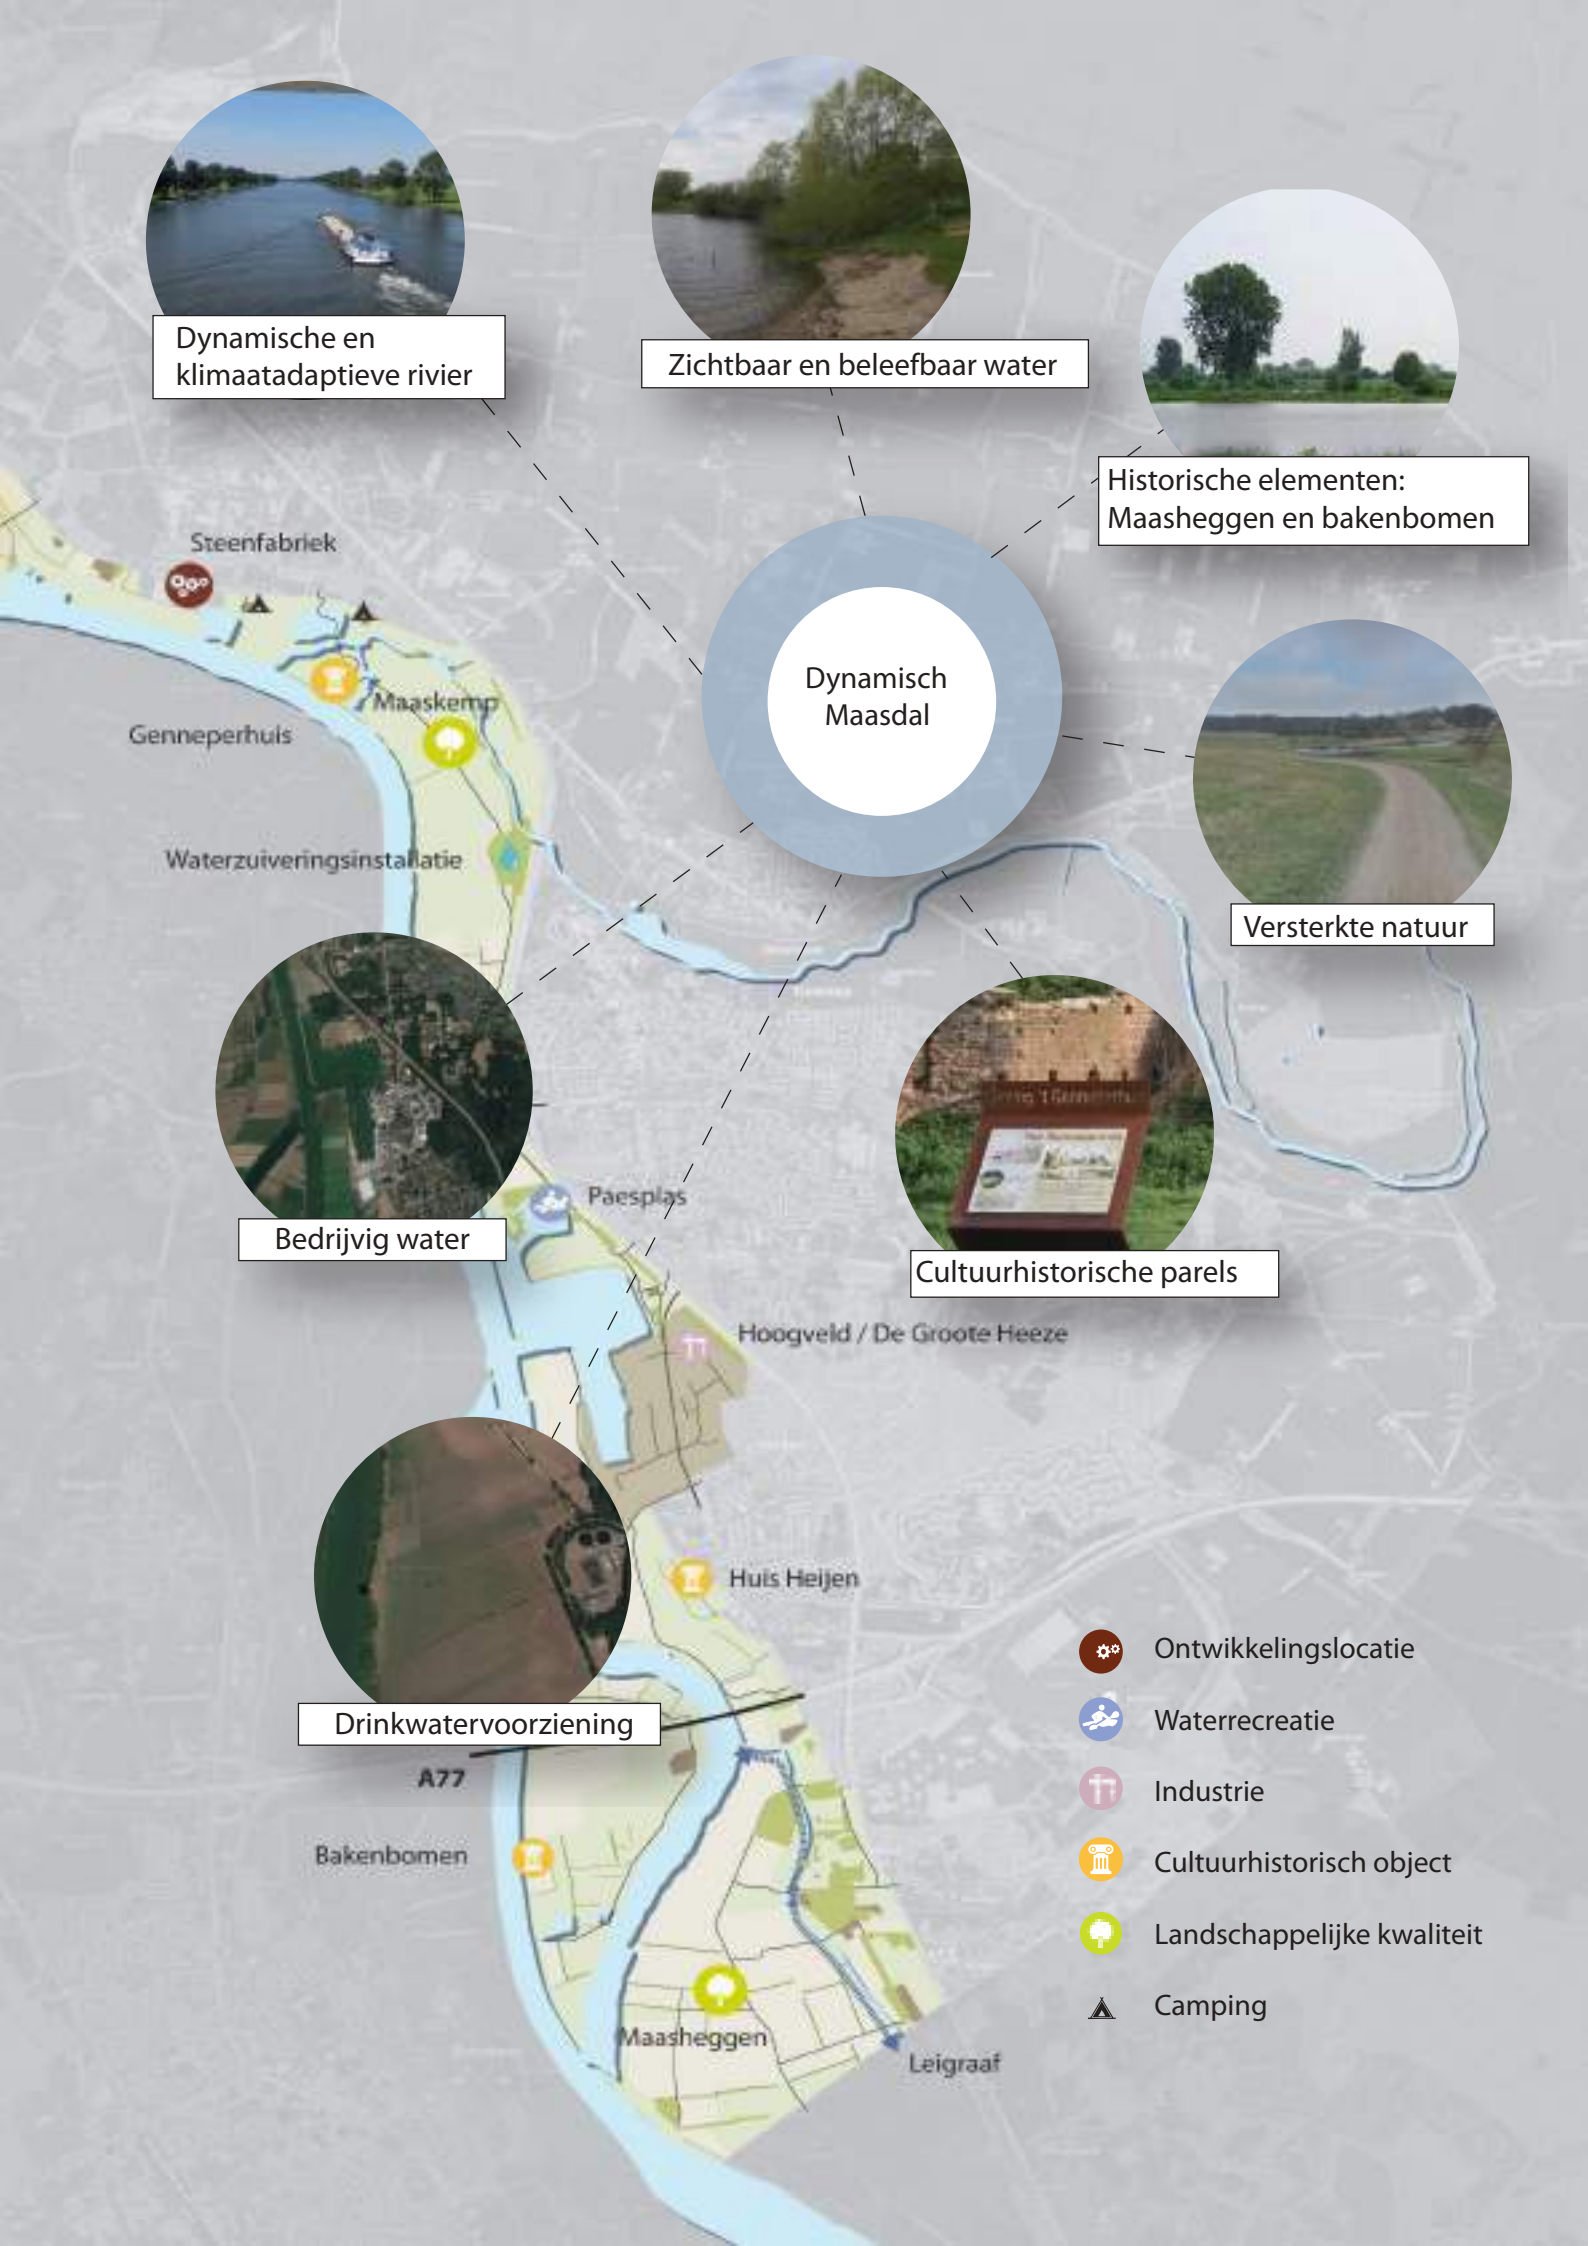 Dynamische en
klimaatadaptieve rivier
Zichtbaar en beleefbaar water
Historische elementen:
Maasheggen en bakenbomen
Steenfabriek
Dynamisch
Maasdal
Maaskemp
Genneperhuis
Waterzuiveringsinstallatie
Versterkte natuur
Paesplas
Bedrijvig water
Cultuurhistorische parels
Hoogveld / De Groote Heeze
Huis Heijen
Ontwikkelingslocatie
Drinkwatervoorziening
Waterrecreatie
A77
Industrie
Bakenbomen
Cultuurhistorisch object
Landschappelijke kwaliteit
Camping
Maasheggen
Leigraaf